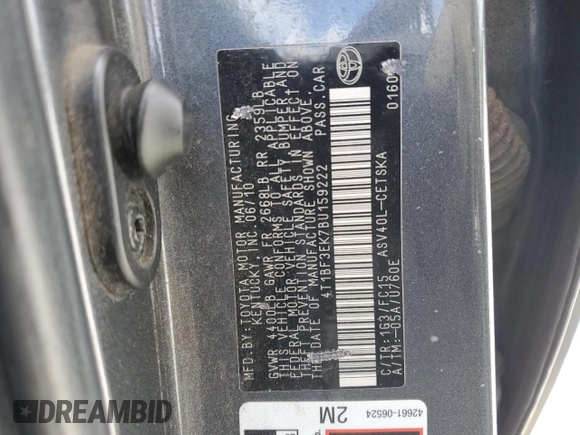 MFD. BY: TOYOTA MOTOR MANUFACTURING
KENTUCKY, INC. 06/10
GVWR 4400LB GAWR FR 2668LB RR 2359LB
THIS VEHICLE CONFORMS TO ALL APPLICABLE
FEDERAL MOTOR VEHICLE SAFETY BUMPER AND
THEFT PREVENTION STANDARDS IN EFFECT ON
THE DATE OF MANUFACTURE SHOWN ABOVE.
4T1BF3EK7BU159222 PASS. CAR
C/TR: 1G3/FC15 ASV40L-CETSKA
A/TM: -05A/U760E 0160
TOYOTA
42661-06524
2M
DREAMBID